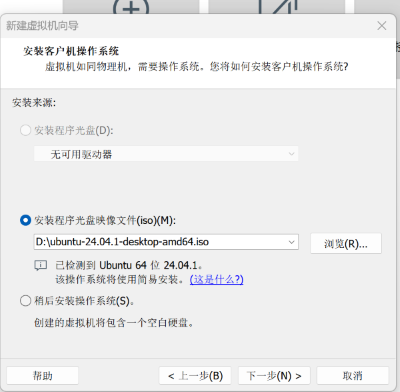 新建虚拟机向导
安装客户机操作系统
虚拟机如同物理机，需要操作系统。您将如何安装客户机操作系统?
安装来源:
安装程序光盘(D):
无可用驱动器
安装程序光盘映像文件(iso)(M):
D:\ubuntu-24.04.1-desktop-amd64.iso
浏览(R)...
已检测到 Ubuntu 64 位 24.04.1。
该操作系统将使用简易安装。(这是什么?)
稍后安装操作系统(S)。
创建的虚拟机将包含一个空白硬盘。
帮助
< 上一步(B)
下一步(N) >
取消